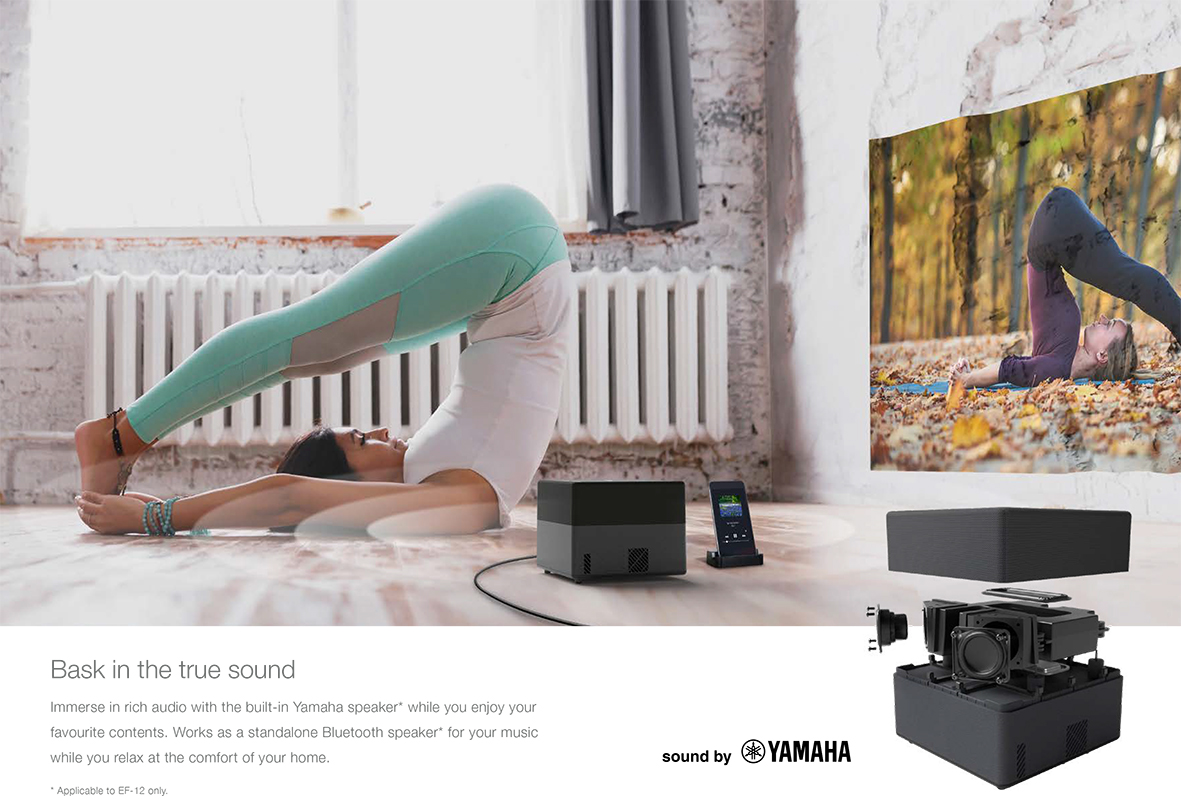 Bask in the true sound
Immerse in rich audio with the built-in Yamaha speaker* while you enjoy your
favourite contents. Works as a standalone Bluetooth speaker* for your music
while you relax at the comfort of your home.
* Applicable to EF-12 only.
sound by YAMAHA